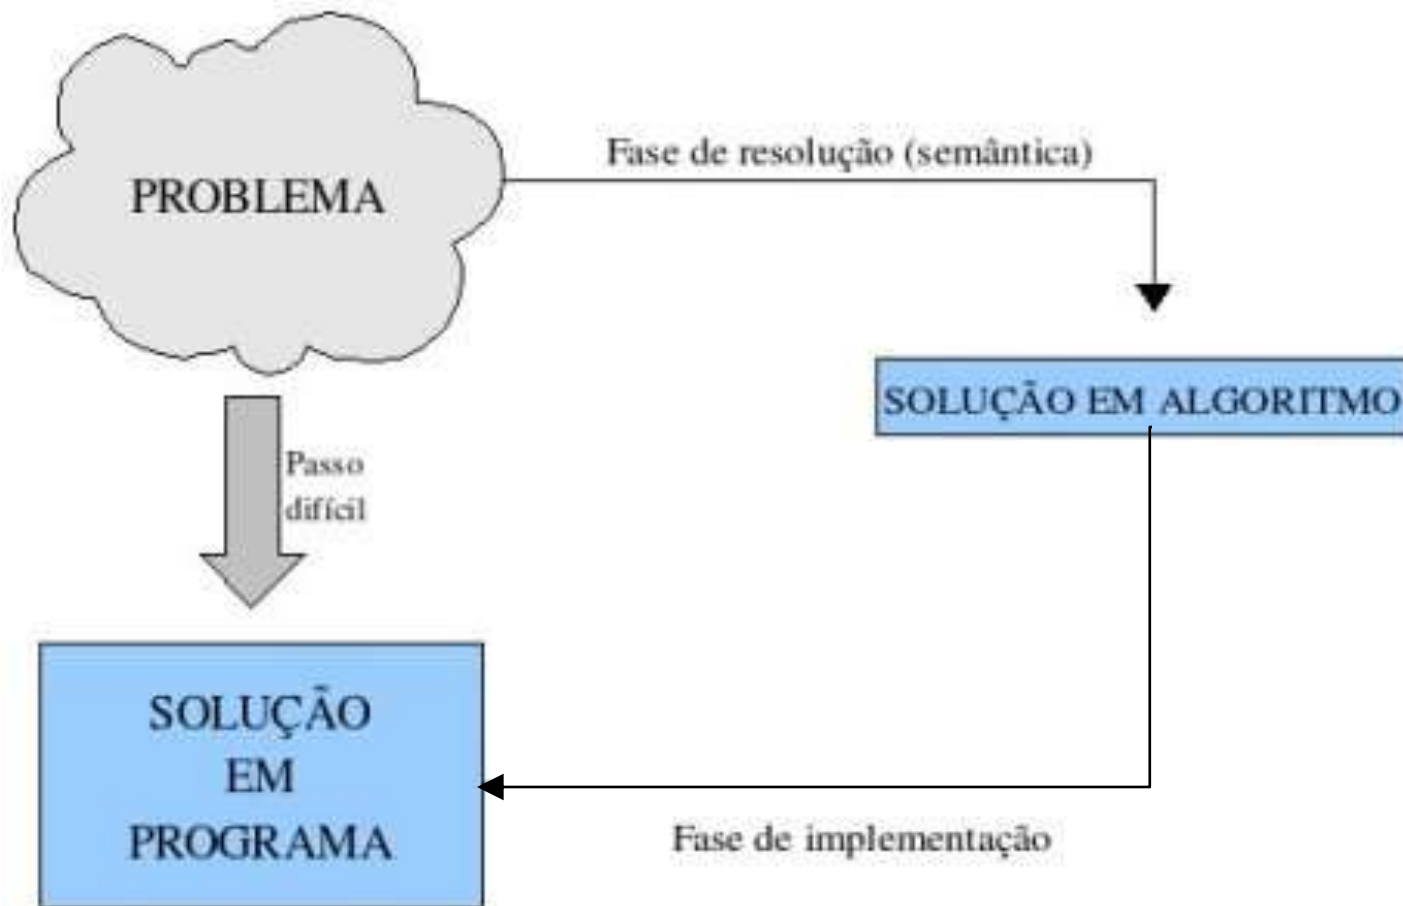 Fase de resolução (semântica)
PROBLEMA
SOLUÇÃO EM ALGORITMO
Passo
difícil
SOLUÇÃO
EM
PROGRAMA
Fase de implementação